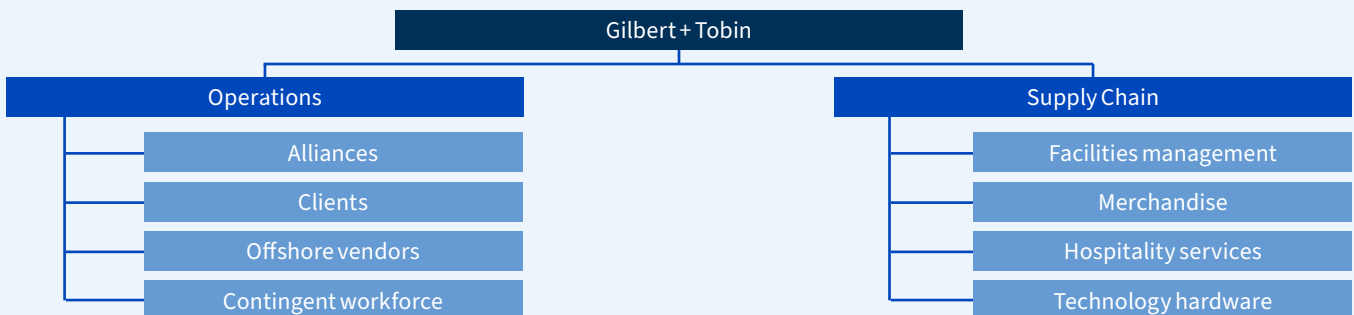 Gilbert + Tobin
Operations
Alliances
Clients
Offshore vendors
Contingent workforce
Supply Chain
Facilities management
Merchandise
Hospitality services
Technology hardware